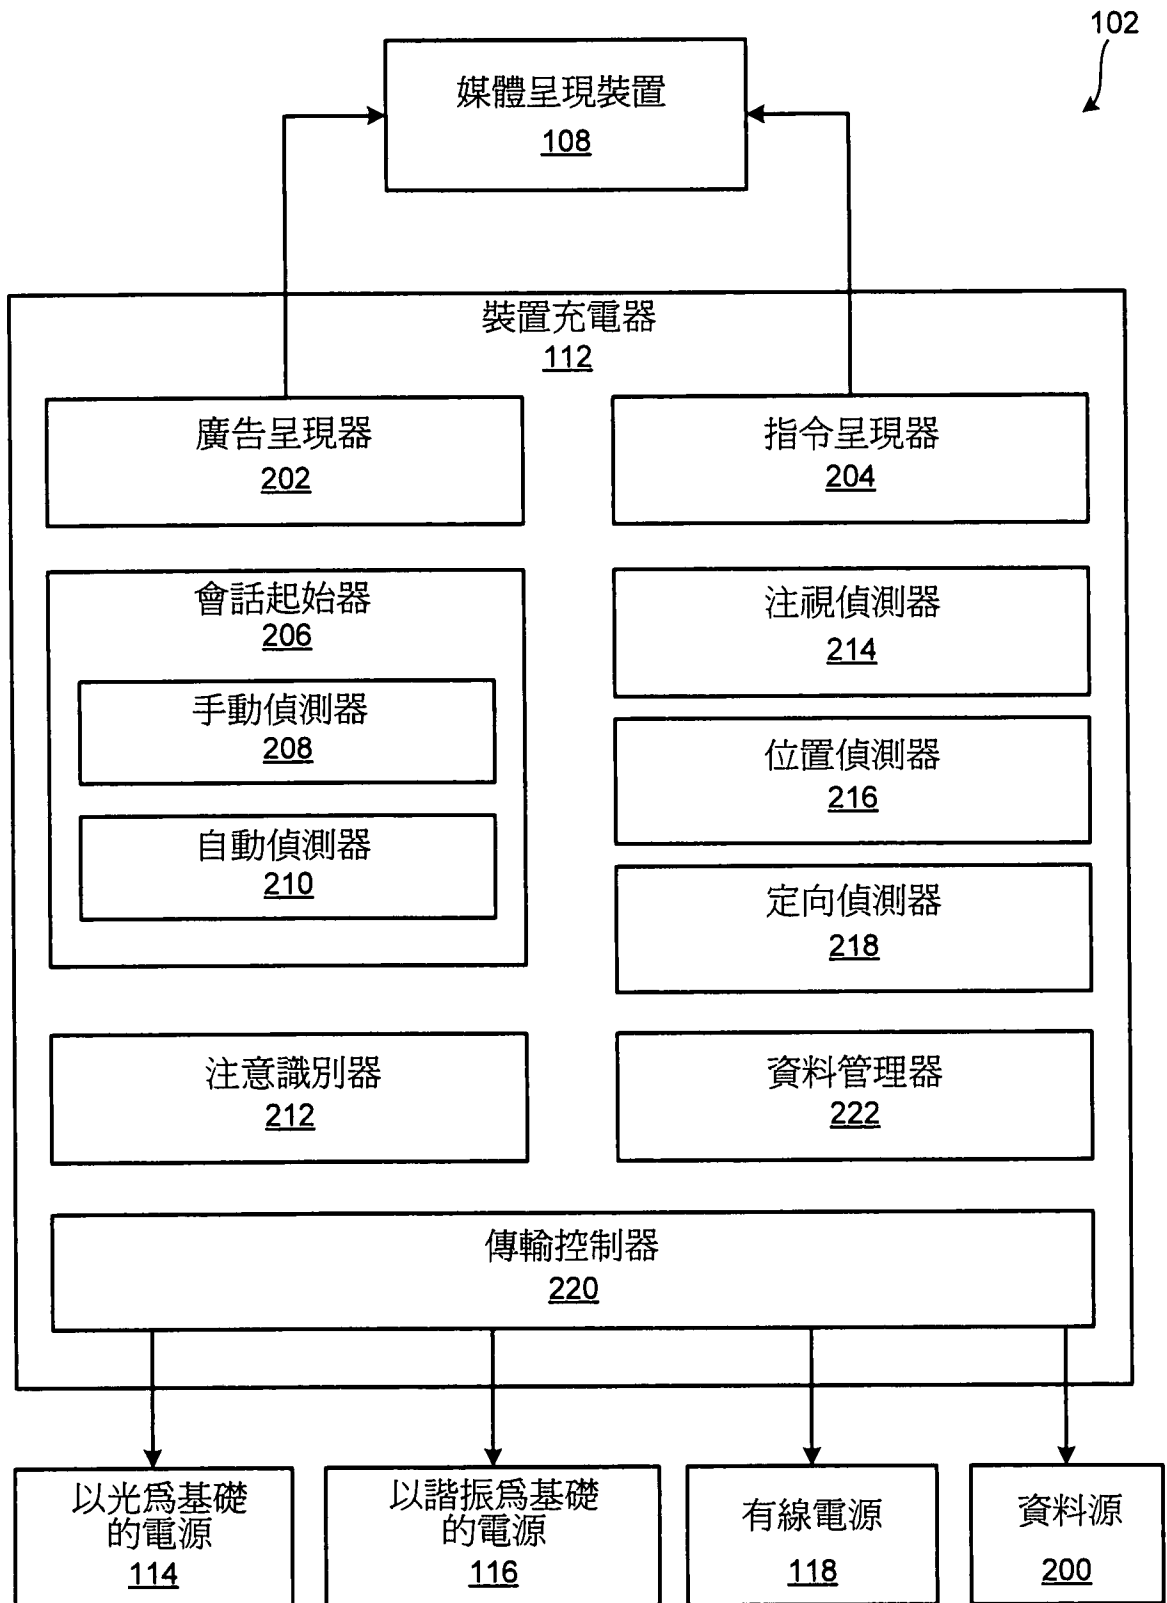 102
媒體呈現裝置
108
裝置充電器
112
廣告呈現器
202
指令呈現器
204
會話起始器
206
手動偵測器
208
自動偵測器
210
注視偵測器
214
位置偵測器
216
定向偵測器
218
注意識別器
212
資料管理器
222
傳輸控制器
220
以光爲基礎
的電源
114
以諧振爲基礎
的電源
116
有線電源
118
資料源
200